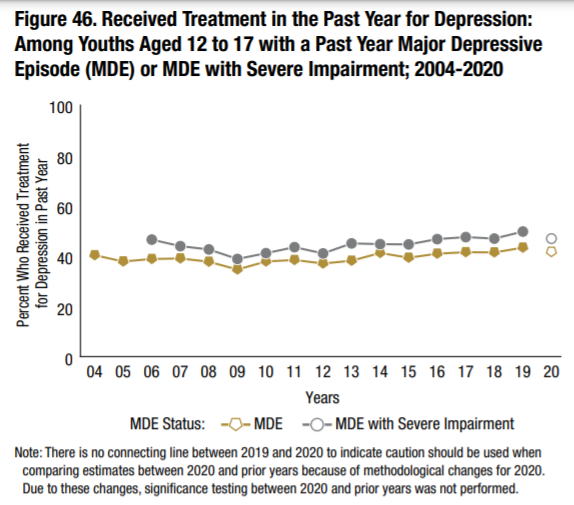 Figure 46. Received Treatment in the Past Year for Depression:
Among Youths Aged 12 to 17 with a Past Year Major Depressive
Episode (MDE) or MDE with Severe Impairment; 2004-2020
Percent Who Received Treatment
for Depression in Past Year
100
80
60
40
20
0
04 05 06 07 08 09 10 11 12 13 14 15 16 17 18 19 20
Years
MDE Status: MDE MDE with Severe Impairment
Note: There is no connecting line between 2019 and 2020 to indicate caution should be used when
comparing estimates between 2020 and prior years because of methodological changes for 2020.
Due to these changes, significance testing between 2020 and prior years was not performed.